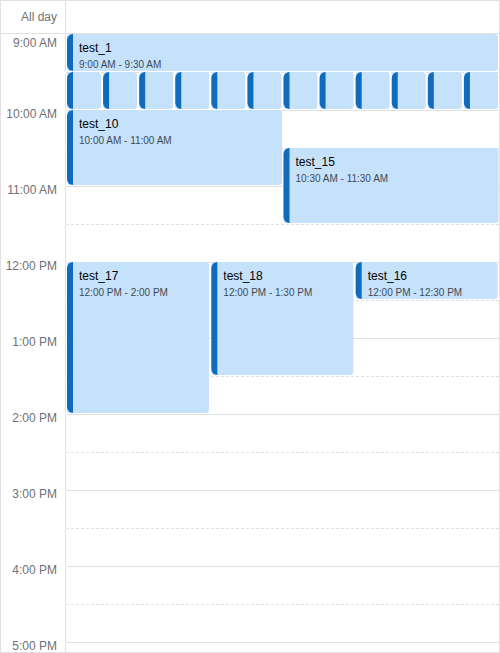 All day
9:00 AM
test_1
9:00 AM - 9:30 AM
10:00 AM
test_10
10:00 AM - 11:00 AM
test_15
10:30 AM - 11:30 AM
11:00 AM
12:00 PM
test_17
12:00 PM - 2:00 PM
test_18
12:00 PM - 1:30 PM
test_16
12:00 PM - 12:30 PM
1:00 PM
2:00 PM
3:00 PM
4:00 PM
5:00 PM